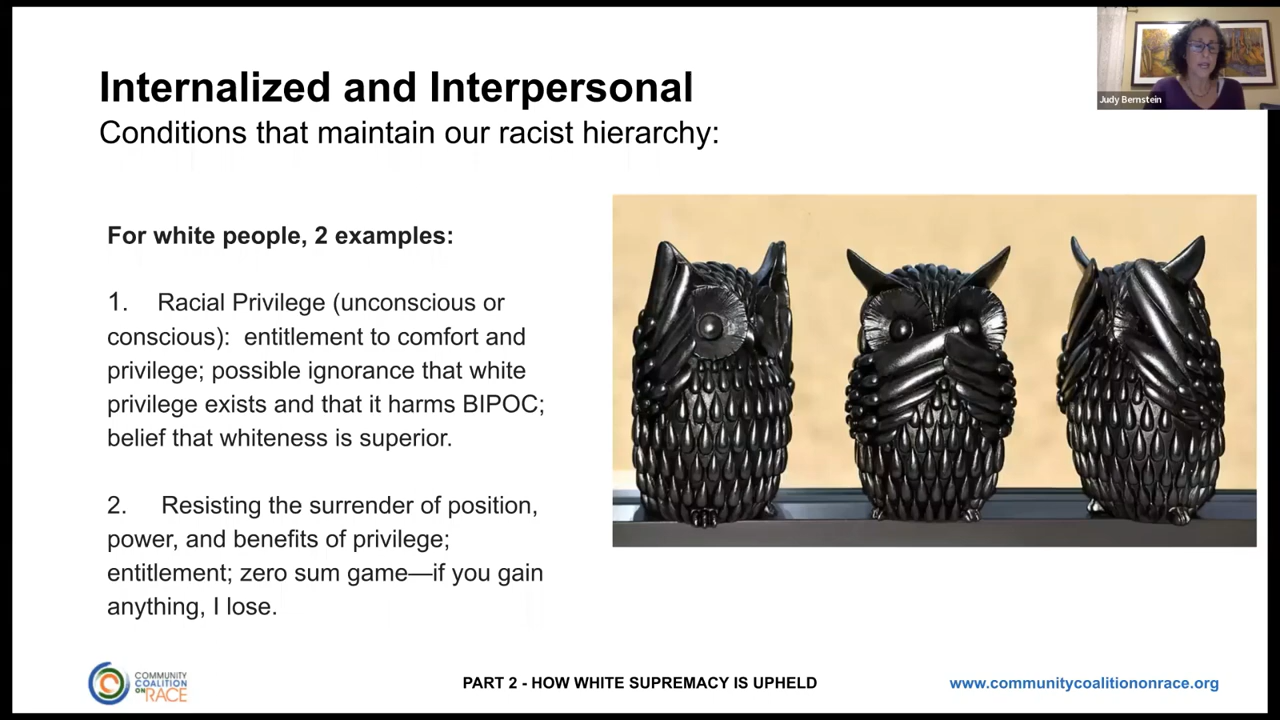 Internalized and Interpersonal
Conditions that maintain our racist hierarchy:
Judy Bernstein
For white people, 2 examples:
1. Racial Privilege (unconscious or
conscious): entitlement to comfort and
privilege; possible ignorance that white
privilege exists and that it harms BIPOC;
belief that whiteness is superior.
2. Resisting the surrender of position,
power, and benefits of privilege;
entitlement; zero sum game—if you gain
anything, I lose.
COMMUNITY
COALITION
ON RACE
PART 2 - HOW WHITE SUPREMACY IS UPHELD
www.communitycoalitiononrace.org